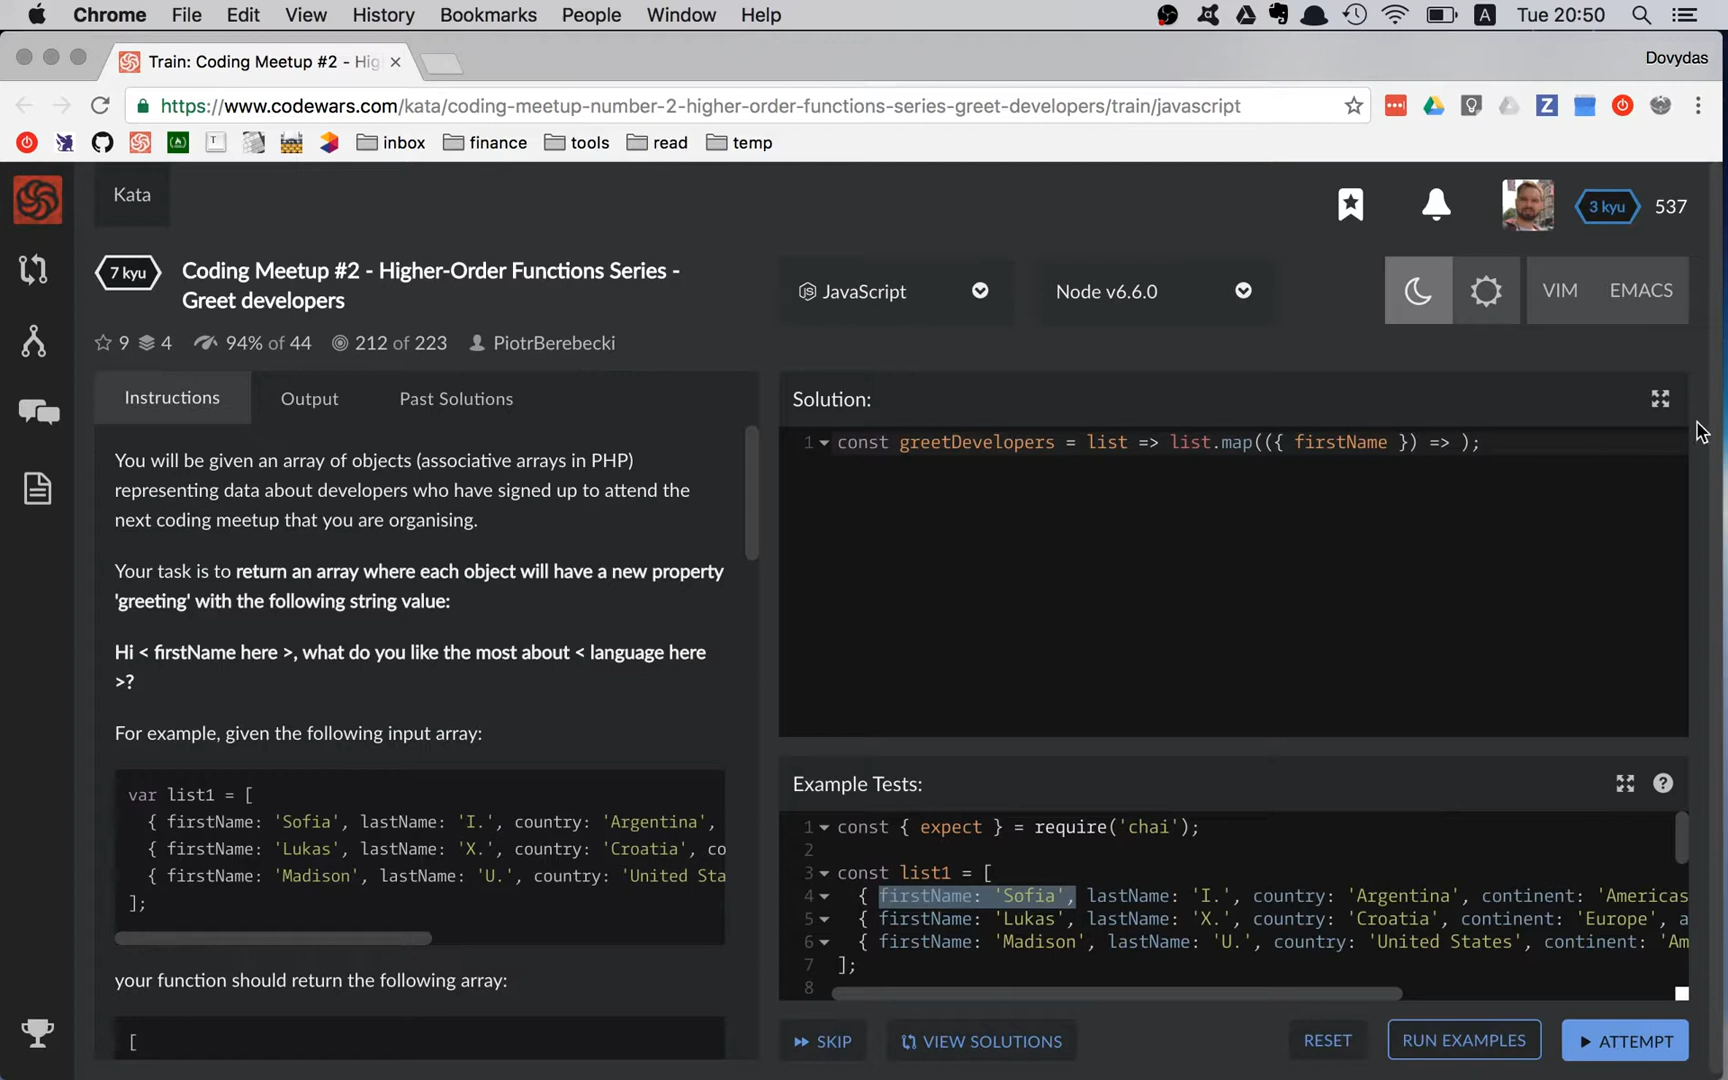 Chrome File Edit View History Bookmarks People Window Help A Tue 20:50
Train: Coding Meetup #2 - Hig
Dovydas
https://www.codewars.com/kata/coding-meetup-number-2-higher-order-functions-series-greet-developers/train/javascript
inbox finance tools read temp
Kata
3 kyu 537
7 kyu Coding Meetup #2 - Higher-Order Functions Series -
Greet developers
JavaScript Node v6.6.0 VIM EMACS
9 4 94% of 44 212 of 223 PiotrBerebecki
Instructions Output Past Solutions
You will be given an array of objects (associative arrays in PHP)
representing data about developers who have signed up to attend the
next coding meetup that you are organising.
Your task is to return an array where each object will have a new property
'greeting' with the following string value:
Hi < firstName here >, what do you like the most about < language here
>?
For example, given the following input array:
var list1 = [
{ firstName: 'Sofia', lastName: 'I.', country: 'Argentina',
{ firstName: 'Lukas', lastName: 'X.', country: 'Croatia', co
{ firstName: 'Madison', lastName: 'U.', country: 'United Sta
];
your function should return the following array:
[
Solution:
1 const greetDevelopers = list => list.map(({ firstName }) => );
Example Tests:
1 const { expect } = require('chai');
2
3 const list1 = [
4 { firstName: 'Sofia', lastName: 'I.', country: 'Argentina', continent: 'Americas
5 { firstName: 'Lukas', lastName: 'X.', country: 'Croatia', continent: 'Europe', a
6 { firstName: 'Madison', lastName: 'U.', country: 'United States', continent: 'Am
7 ];
8
SKIP VIEW SOLUTIONS RESET RUN EXAMPLES ATTEMPT